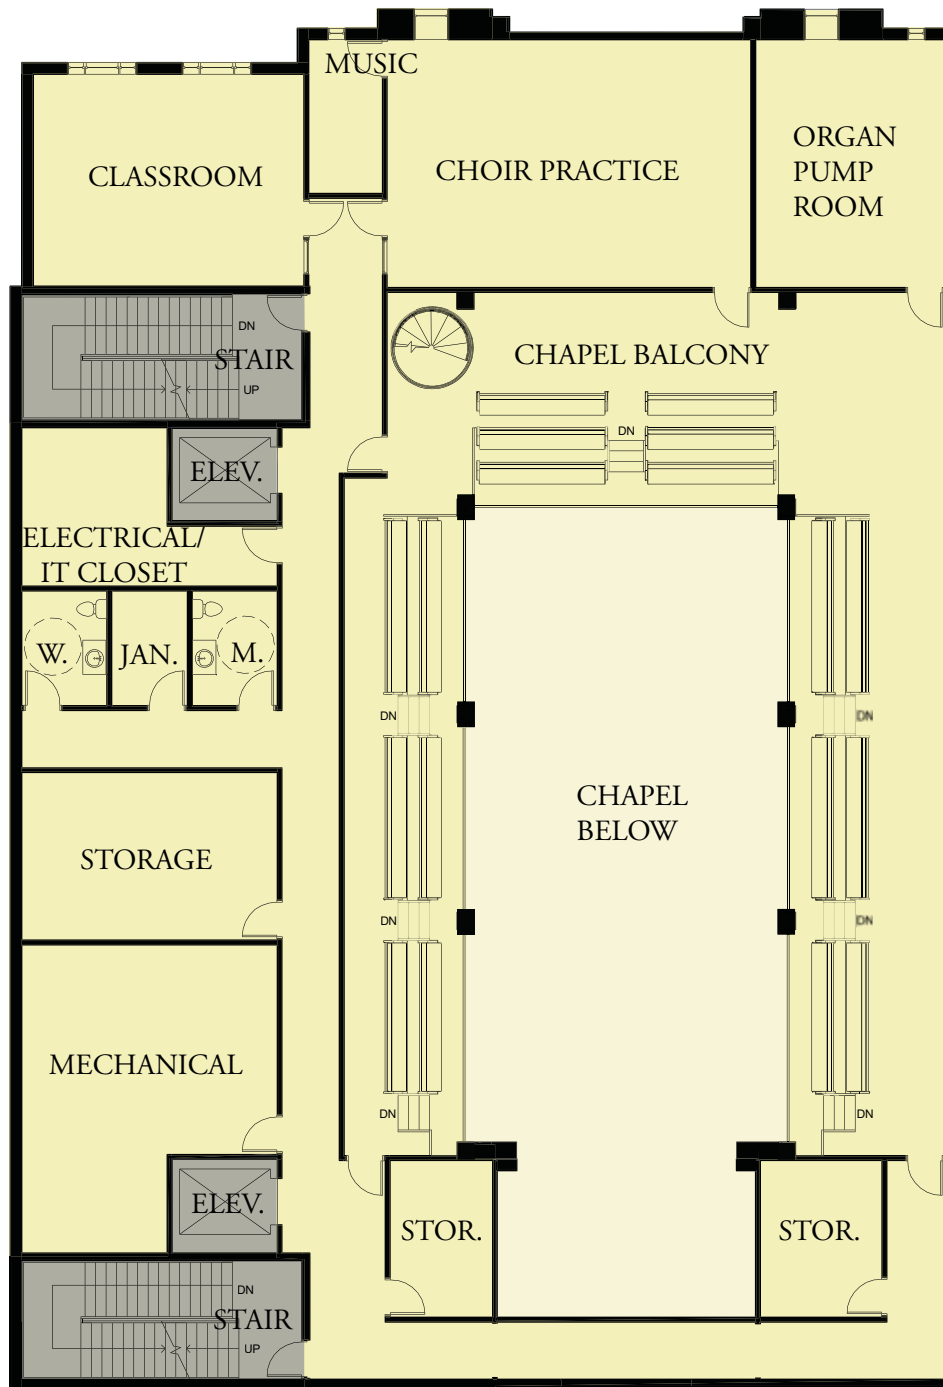 MUSIC
CLASSROOM
CHOIR PRACTICE
ORGAN
PUMP
ROOM
DN
STAIR
UP
CHAPEL BALCONY
DN
ELEV.
ELECTRICAL/
IT CLOSET
W.
JAN.
M.
DN
DN
CHAPEL
BELOW
STORAGE
DN
DN
MECHANICAL
DN
DN
ELEV.
STOR.
STOR.
DN
STAIR
UP